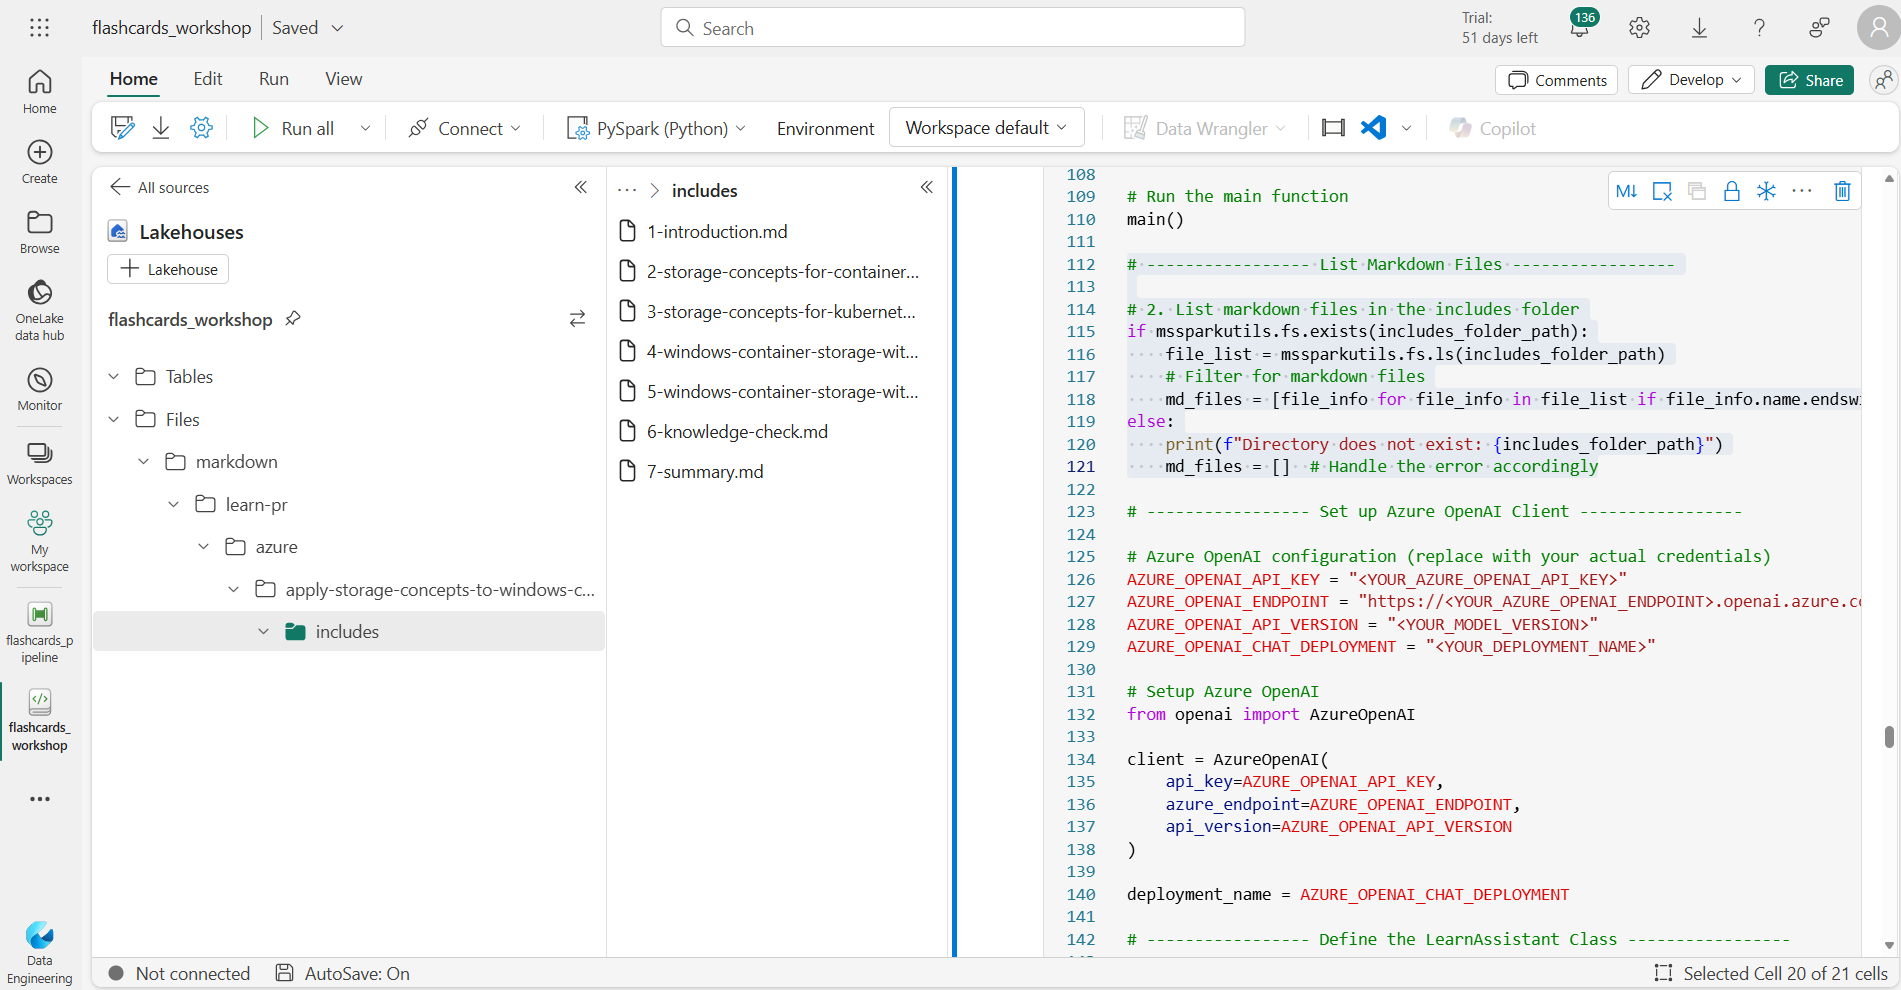 flashcards_workshop | Saved
Search
Trial:
51 days left
136
Home
Edit
Run
View
Comments
Develop
Share
Run all
Connect
PySpark (Python)
Environment
Workspace default
Data Wrangler
Copilot
Home
Create
Browse
OneLake
data hub
Monitor
Workspaces
My
workspace
flashcards_p
ipeline
flashcards_
workshop
Data
Engineering
All sources
Lakehouses
Lakehouse
flashcards_workshop
Tables
Files
markdown
learn-pr
azure
apply-storage-concepts-to-windows-c...
includes
··· > includes
1-introduction.md
2-storage-concepts-for-container...
3-storage-concepts-for-kubernet...
4-windows-container-storage-wit...
5-windows-container-storage-wit...
6-knowledge-check.md
7-summary.md
M↓
108
109 # Run the main function
110 main()
111
112 # ----------------- List Markdown Files -----------------
113
114 # 2. List markdown files in the includes folder
115 if mssparkutils.fs.exists(includes_folder_path):
116 file_list = mssparkutils.fs.ls(includes_folder_path)
117 # Filter for markdown files
118 md_files = [file_info for file_info in file_list if file_info.name.endswi
119 else:
120 print(f"Directory does not exist: {includes_folder_path}")
121 md_files = [] # Handle the error accordingly
122
123 # ----------------- Set up Azure OpenAI Client -----------------
124
125 # Azure OpenAI configuration (replace with your actual credentials)
126 AZURE_OPENAI_API_KEY = "<YOUR_AZURE_OPENAI_API_KEY>"
127 AZURE_OPENAI_ENDPOINT = "https://<YOUR_AZURE_OPENAI_ENDPOINT>.openai.azure.co
128 AZURE_OPENAI_API_VERSION = "<YOUR_MODEL_VERSION>"
129 AZURE_OPENAI_CHAT_DEPLOYMENT = "<YOUR_DEPLOYMENT_NAME>"
130
131 # Setup Azure OpenAI
132 from openai import AzureOpenAI
133
134 client = AzureOpenAI(
135 api_key=AZURE_OPENAI_API_KEY,
136 azure_endpoint=AZURE_OPENAI_ENDPOINT,
137 api_version=AZURE_OPENAI_API_VERSION
138 )
139
140 deployment_name = AZURE_OPENAI_CHAT_DEPLOYMENT
141
142 # ----------------- Define the LearnAssistant Class -----------------
Not connected
AutoSave: On
Selected Cell 20 of 21 cells